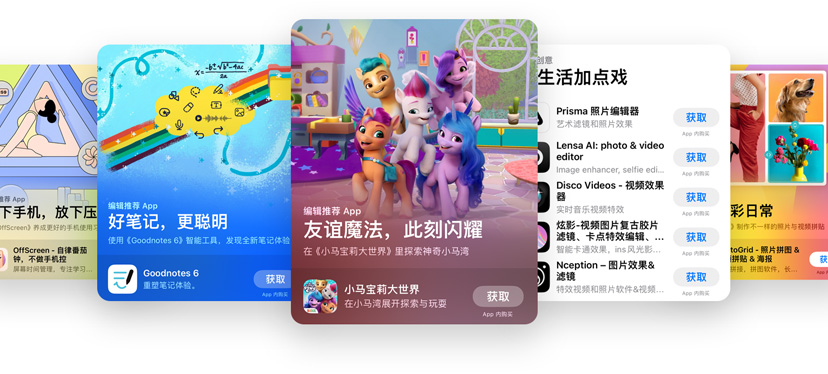 推荐 App
下手机，放下压
OffScreen》养成更好的手机使用习
OffScreen - 自律番茄
钟，不做手机控
屏幕时间管理，专注学习...
编辑推荐 App
好笔记，更聪明
使用《Goodnotes 6》智能工具，发现全新笔记体验
Goodnotes 6
重塑笔记体验。
获取
App 内购买
编辑推荐 App
友谊魔法，此刻闪耀
在《小马宝莉大世界》里探索神奇小马湾
小马宝莉大世界
在小马湾展开探索与玩耍
获取
App 内购买
创意
生活加点戏
Prisma 照片编辑器
艺术滤镜和照片效果
获取
App 内购买
Lensa AI: photo & video
editor
Image enhancer, selfie edi...
获取
App 内购买
Disco Videos - 视频效果
器
实时音乐视频特效
获取
App 内购买
炫影-视频图片复古胶片
滤镜、卡点特效编辑、...
智能卡通效果，ins风光影...
获取
App 内购买
Nception – 图片效果&
滤镜
特效视频和照片软件&视频...
获取
App 内购买
彩日常
制作不一样的照片与视频拼贴
toGrid - 照片拼图 &
拼贴 & 海报
拼接，拼图软件，长...
获